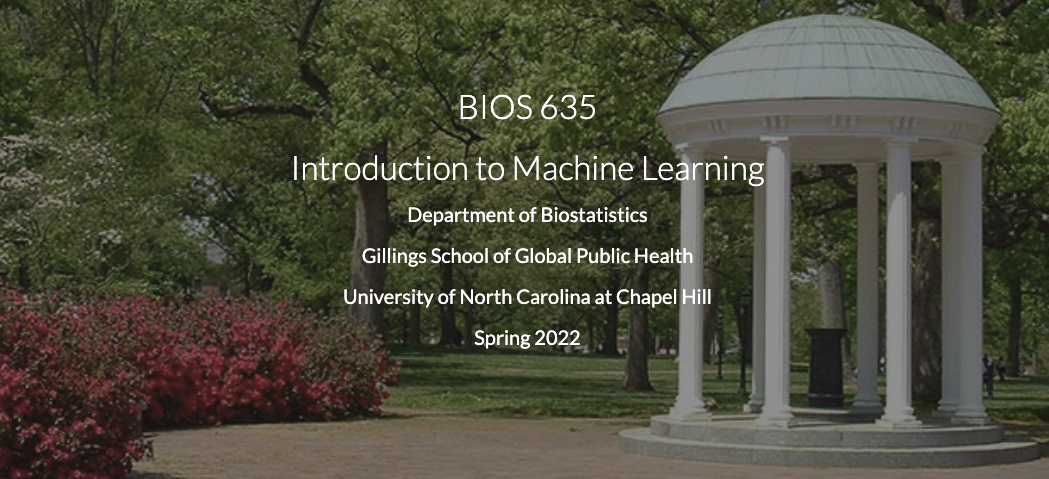 BIOS 635
Introduction to Machine Learning
Department of Biostatistics
Gillings School of Global Public Health
University of North Carolina at Chapel Hill
Spring 2022